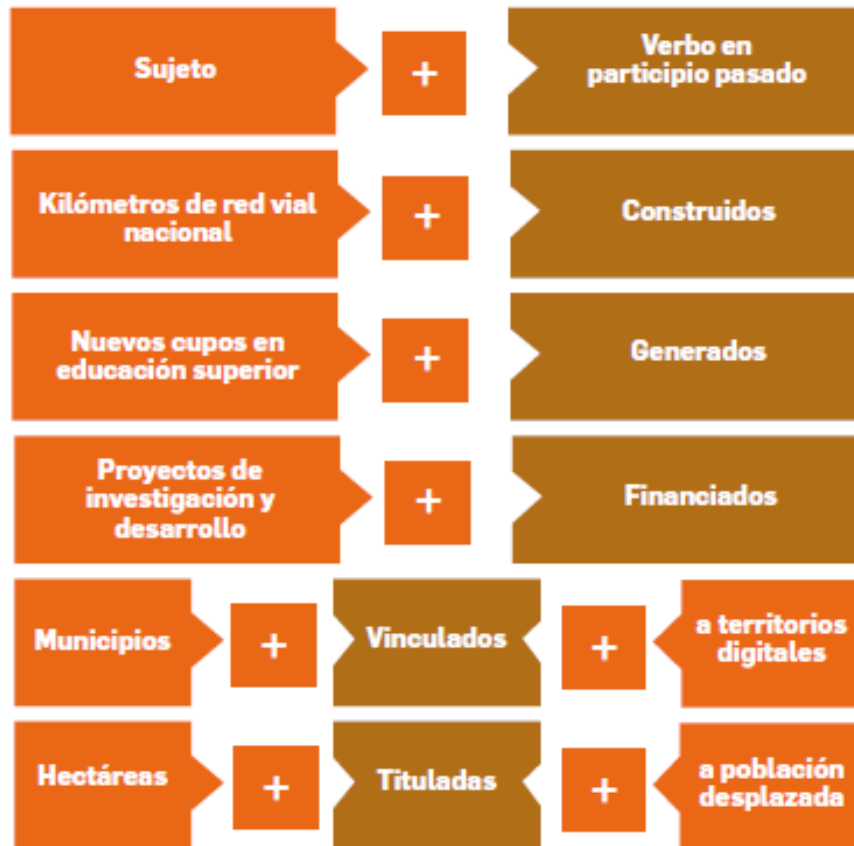 Sujeto
+
Verbo en
participio pasado
Kilómetros de red vial
nacional
+
Construidos
Nuevos cupos en
educación superior
+
Generados
Proyectos de
investigación y
desarrollo
+
Financiados
Municipios
+
Vinculados
+
a territorios
digitales
Hectáreas
+
Tituladas
+
a población
desplazada